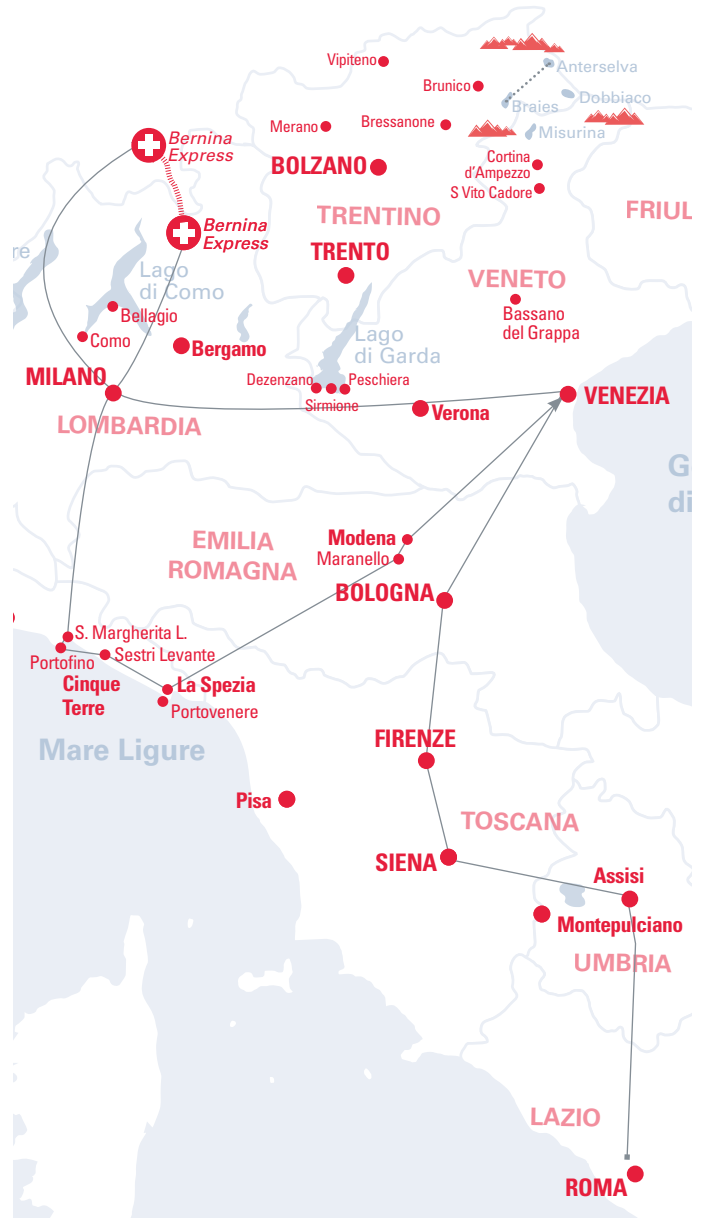 Vipiteno
Anterselva
Brunico
Dobbiaco
Braies
Merano
Bressanone
Misurina
Bernina
Express
BOLZANO
Cortina
d'Ampezzo
S Vito Cadore
TRENTINO
FRIUL
Bernina
Express
re
TRENTO
Lago
di Como
VENETO
Bellagio
Bassano
del Grappa
Como
Bergamo
Lago
di Garda
MILANO
Dezenzano
Peschiera
Sirmione
Verona
VENEZIA
LOMBARDIA
G
di
EMILIA
ROMAGNA
Modena
Maranello
BOLOGNA
S. Margherita L.
Portofino
Sestri Levante
Cinque
Terre
La Spezia
Portovenere
Mare Ligure
FIRENZE
Pisa
TOSCANA
SIENA
Assisi
Montepulciano
UMBRIA
LAZIO
ROMA